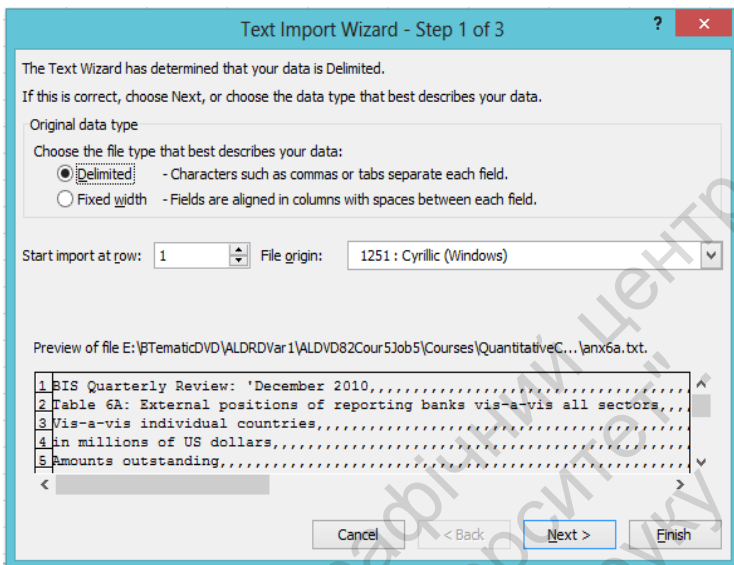 Text Import Wizard - Step 1 of 3
? ×
The Text Wizard has determined that your data is Delimited.
If this is correct, choose Next, or choose the data type that best describes your data.
Original data type
Choose the file type that best describes your data:
Delimited - Characters such as commas or tabs separate each field.
Fixed width - Fields are aligned in columns with spaces between each field.
Start import at row: 1 File origin: 1251 : Cyrillic (Windows)
Preview of file E:\BTematicDVD\ALDRDVar1\ALDVD82Cour5Job5\Courses\QuantitativeC...\anx6a.txt.
1 BIS Quarterly Review: 'December 2010,,,,,,,,,,,,,,,,,,,,,,,,,,,,,,,,,,
2 Table 6A: External positions of reporting banks vis-a-vis all sectors,,,,
3 Vis-a-vis individual countries,,,,,,,,,,,,,,,,,,,,,,,,,,,,,,,,,,,,,,,
4 in millions of US dollars,,,,,,,,,,,,,,,,,,,,,,,,,,,,,,,,,,,,,,,,,,,,
5 Amounts outstanding,,,,,,,,,,,,,,,,,,,,,,,,,,,,,,,,,,,,,,,,,,,,,,,,,,
Cancel < Back Next > Finish
центр